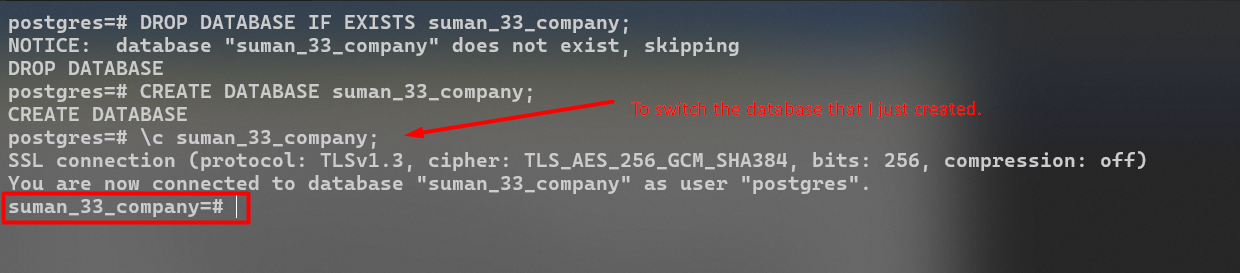 postgres=# DROP DATABASE IF EXISTS suman_33_company;
NOTICE:  database "suman_33_company" does not exist, skipping
DROP DATABASE
postgres=# CREATE DATABASE suman_33_company;
CREATE DATABASE
To switch the database that I just created.
postgres=# \c suman_33_company;
SSL connection (protocol: TLSv1.3, cipher: TLS_AES_256_GCM_SHA384, bits: 256, compression: off)
You are now connected to database "suman_33_company" as user "postgres".
suman_33_company=#